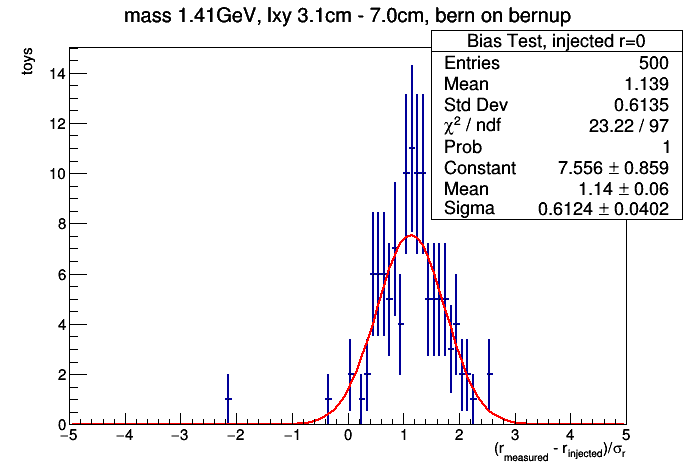 mass 1.41GeV, lxy 3.1cm - 7.0cm, bern on bernup
toys
Bias Test, injected r=0
Entries 500
Mean 1.139
Std Dev 0.6135
χ² / ndf 23.22 / 97
Prob 1
Constant 7.556 ± 0.859
Mean 1.14 ± 0.06
Sigma 0.6124 ± 0.0402
14
12
10
8
6
4
2
0
−5 −4 −3 −2 −1 0 1 2 3 4 5
(r_measured - r_injected)/σ_r